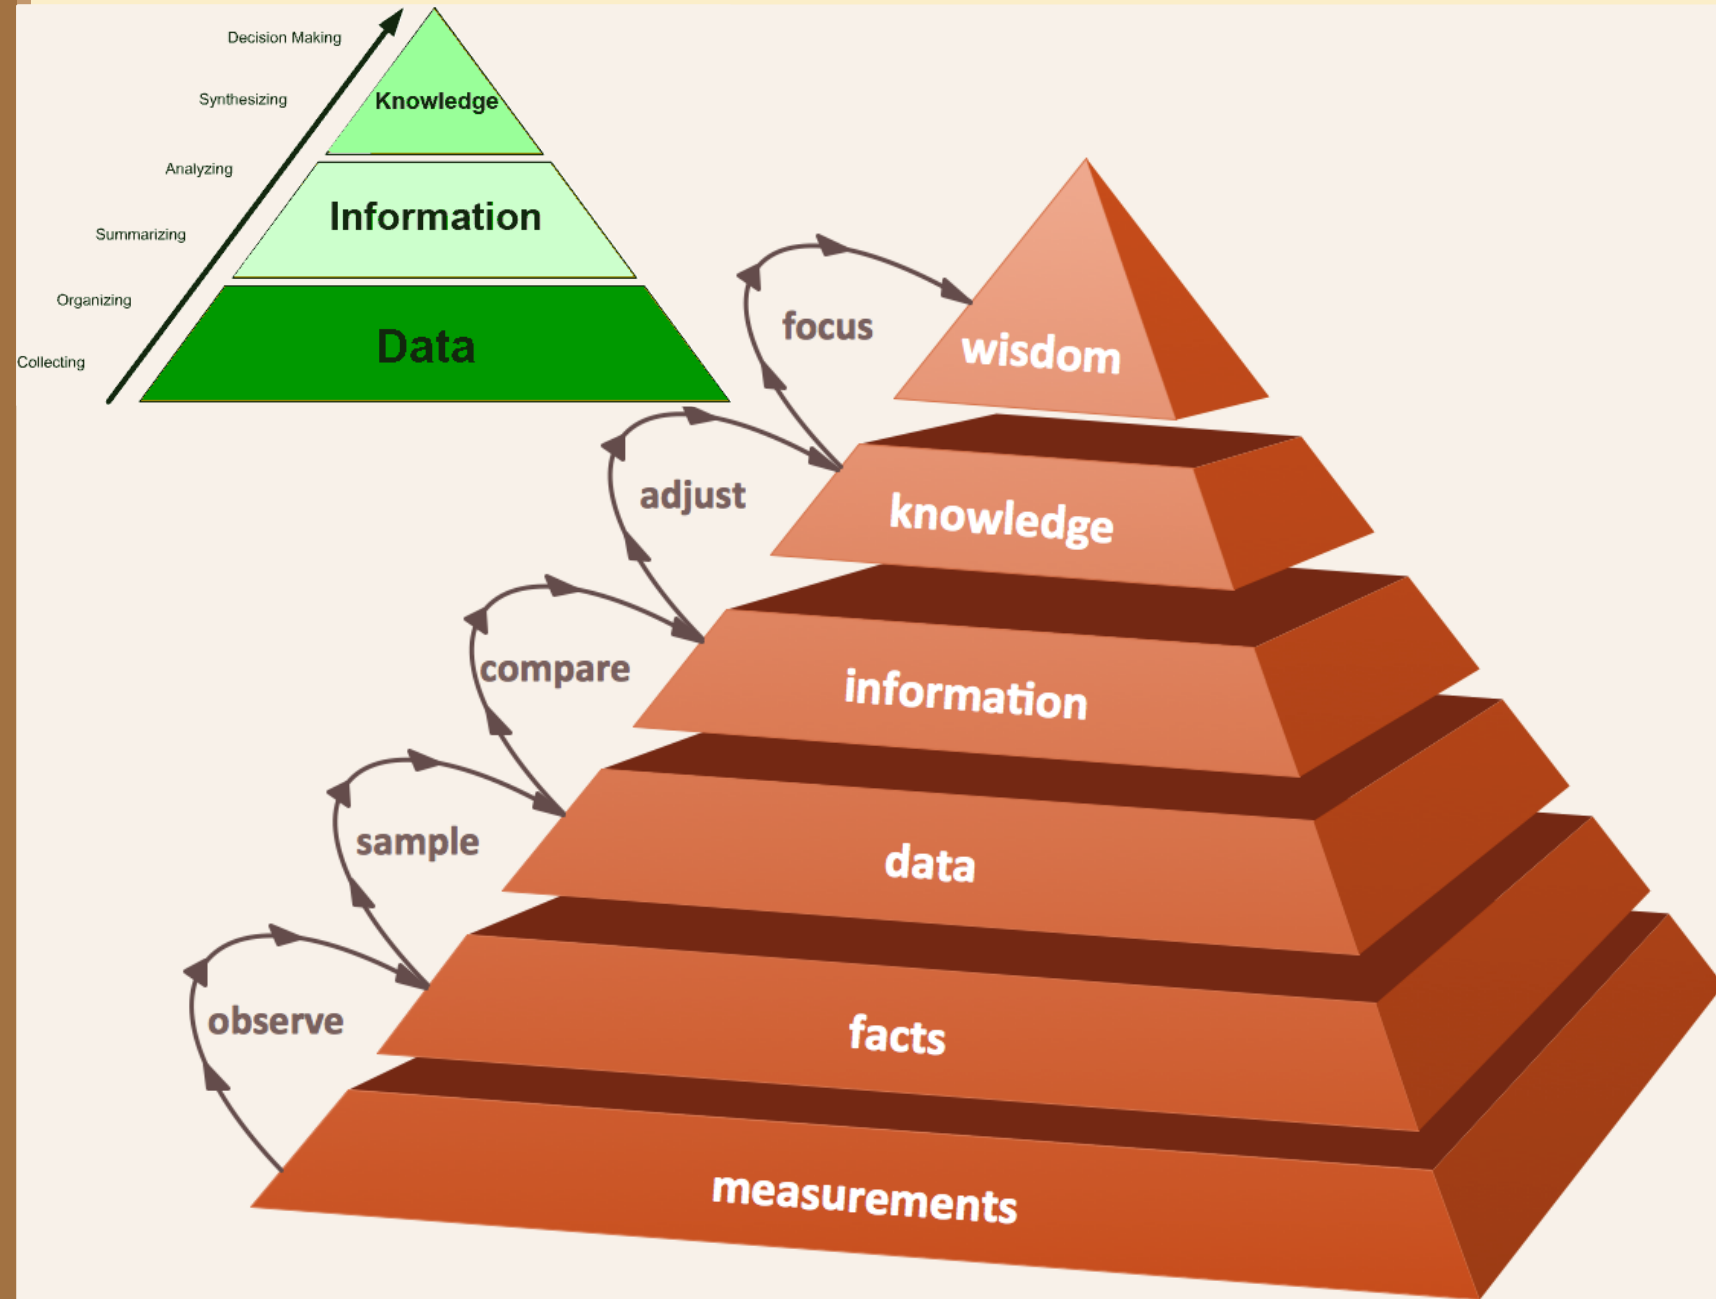 Decision Making
Knowledge
Synthesizing
Analyzing
Information
Summarizing
Organizing
Data
Collecting
focus
wisdom
adjust
knowledge
compare
information
sample
data
observe
facts
measurements